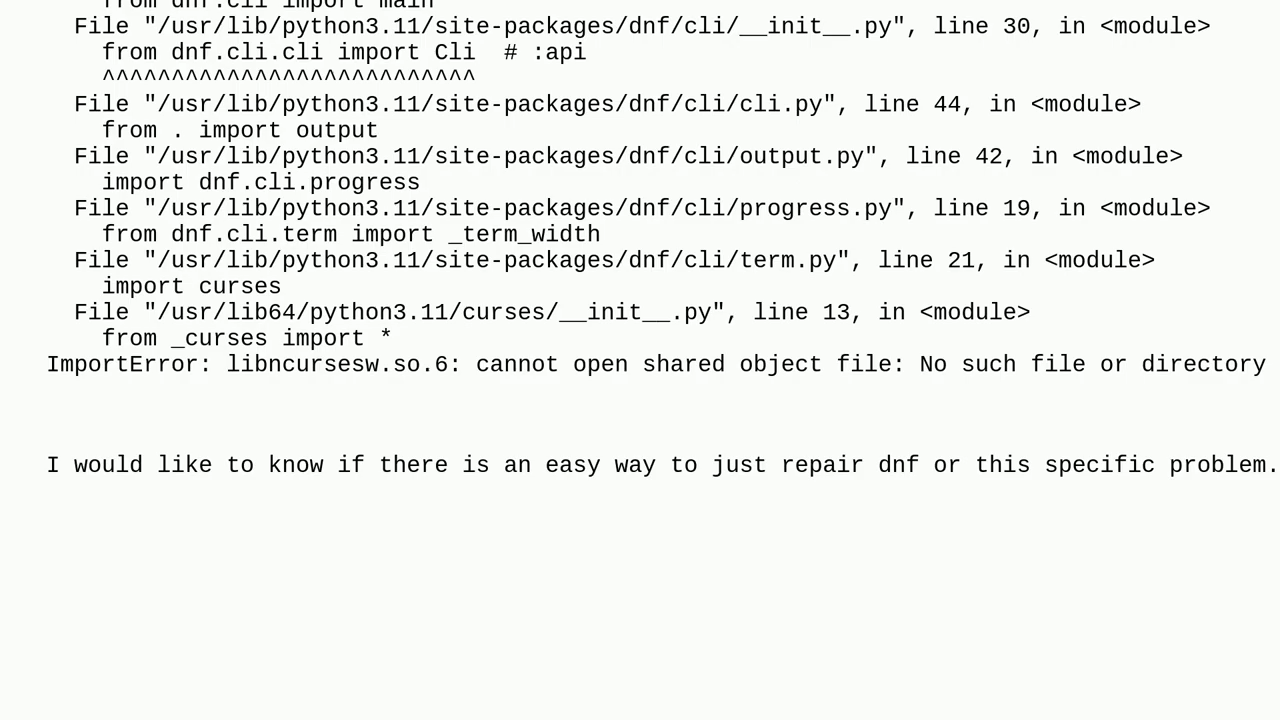 from dnf.cli import main
File "/usr/lib/python3.11/site-packages/dnf/cli/__init__.py", line 30, in <module>
from dnf.cli.cli import Cli  # :api
^^^^^^^^^^^^^^^^^^^^^^^^^^^
File "/usr/lib/python3.11/site-packages/dnf/cli/cli.py", line 44, in <module>
from . import output
File "/usr/lib/python3.11/site-packages/dnf/cli/output.py", line 42, in <module>
import dnf.cli.progress
File "/usr/lib/python3.11/site-packages/dnf/cli/progress.py", line 19, in <module>
from dnf.cli.term import _term_width
File "/usr/lib/python3.11/site-packages/dnf/cli/term.py", line 21, in <module>
import curses
File "/usr/lib64/python3.11/curses/__init__.py", line 13, in <module>
from _curses import *
ImportError: libncursesw.so.6: cannot open shared object file: No such file or directory
I would like to know if there is an easy way to just repair dnf or this specific problem.